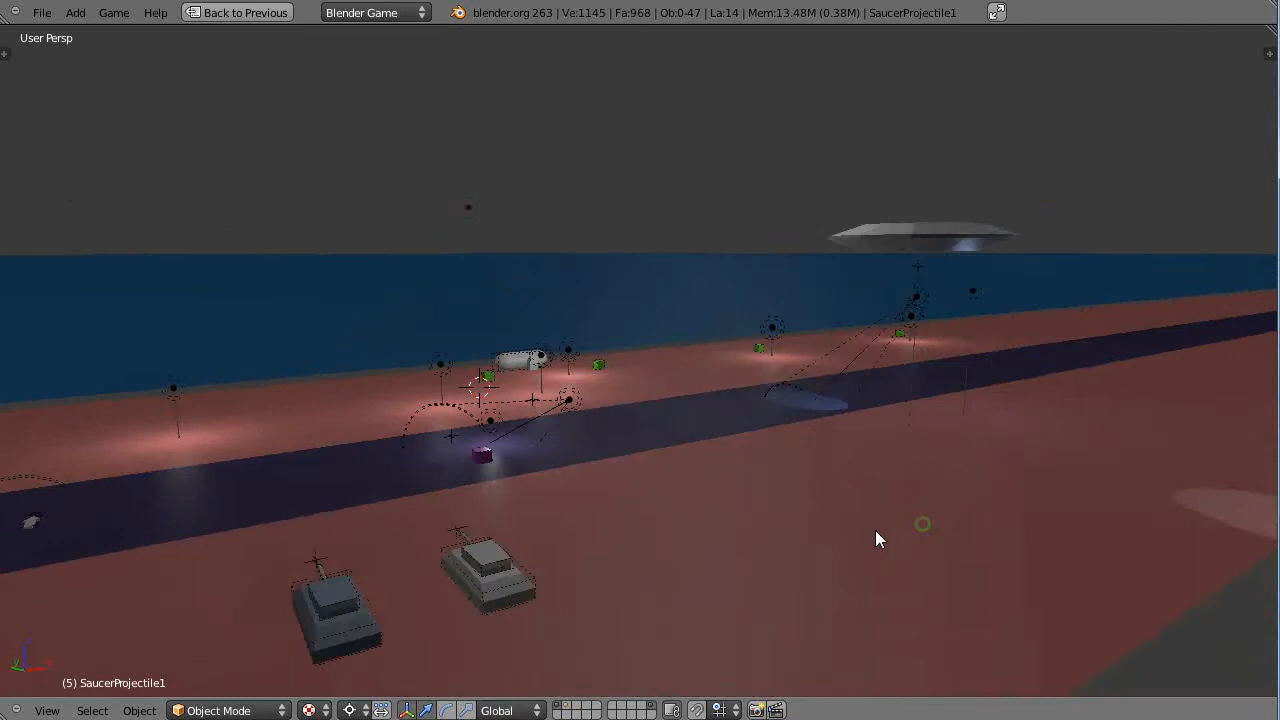 File Add Game Help Back to Previous Blender Game blender.org 263 | Ve:1145 | Fa:968 | Ob:0-47 | La:14 | Mem:13.48M (0.38M) | SaucerProjectile1
User Persp
(5) SaucerProjectile1
View Select Object Object Mode Global